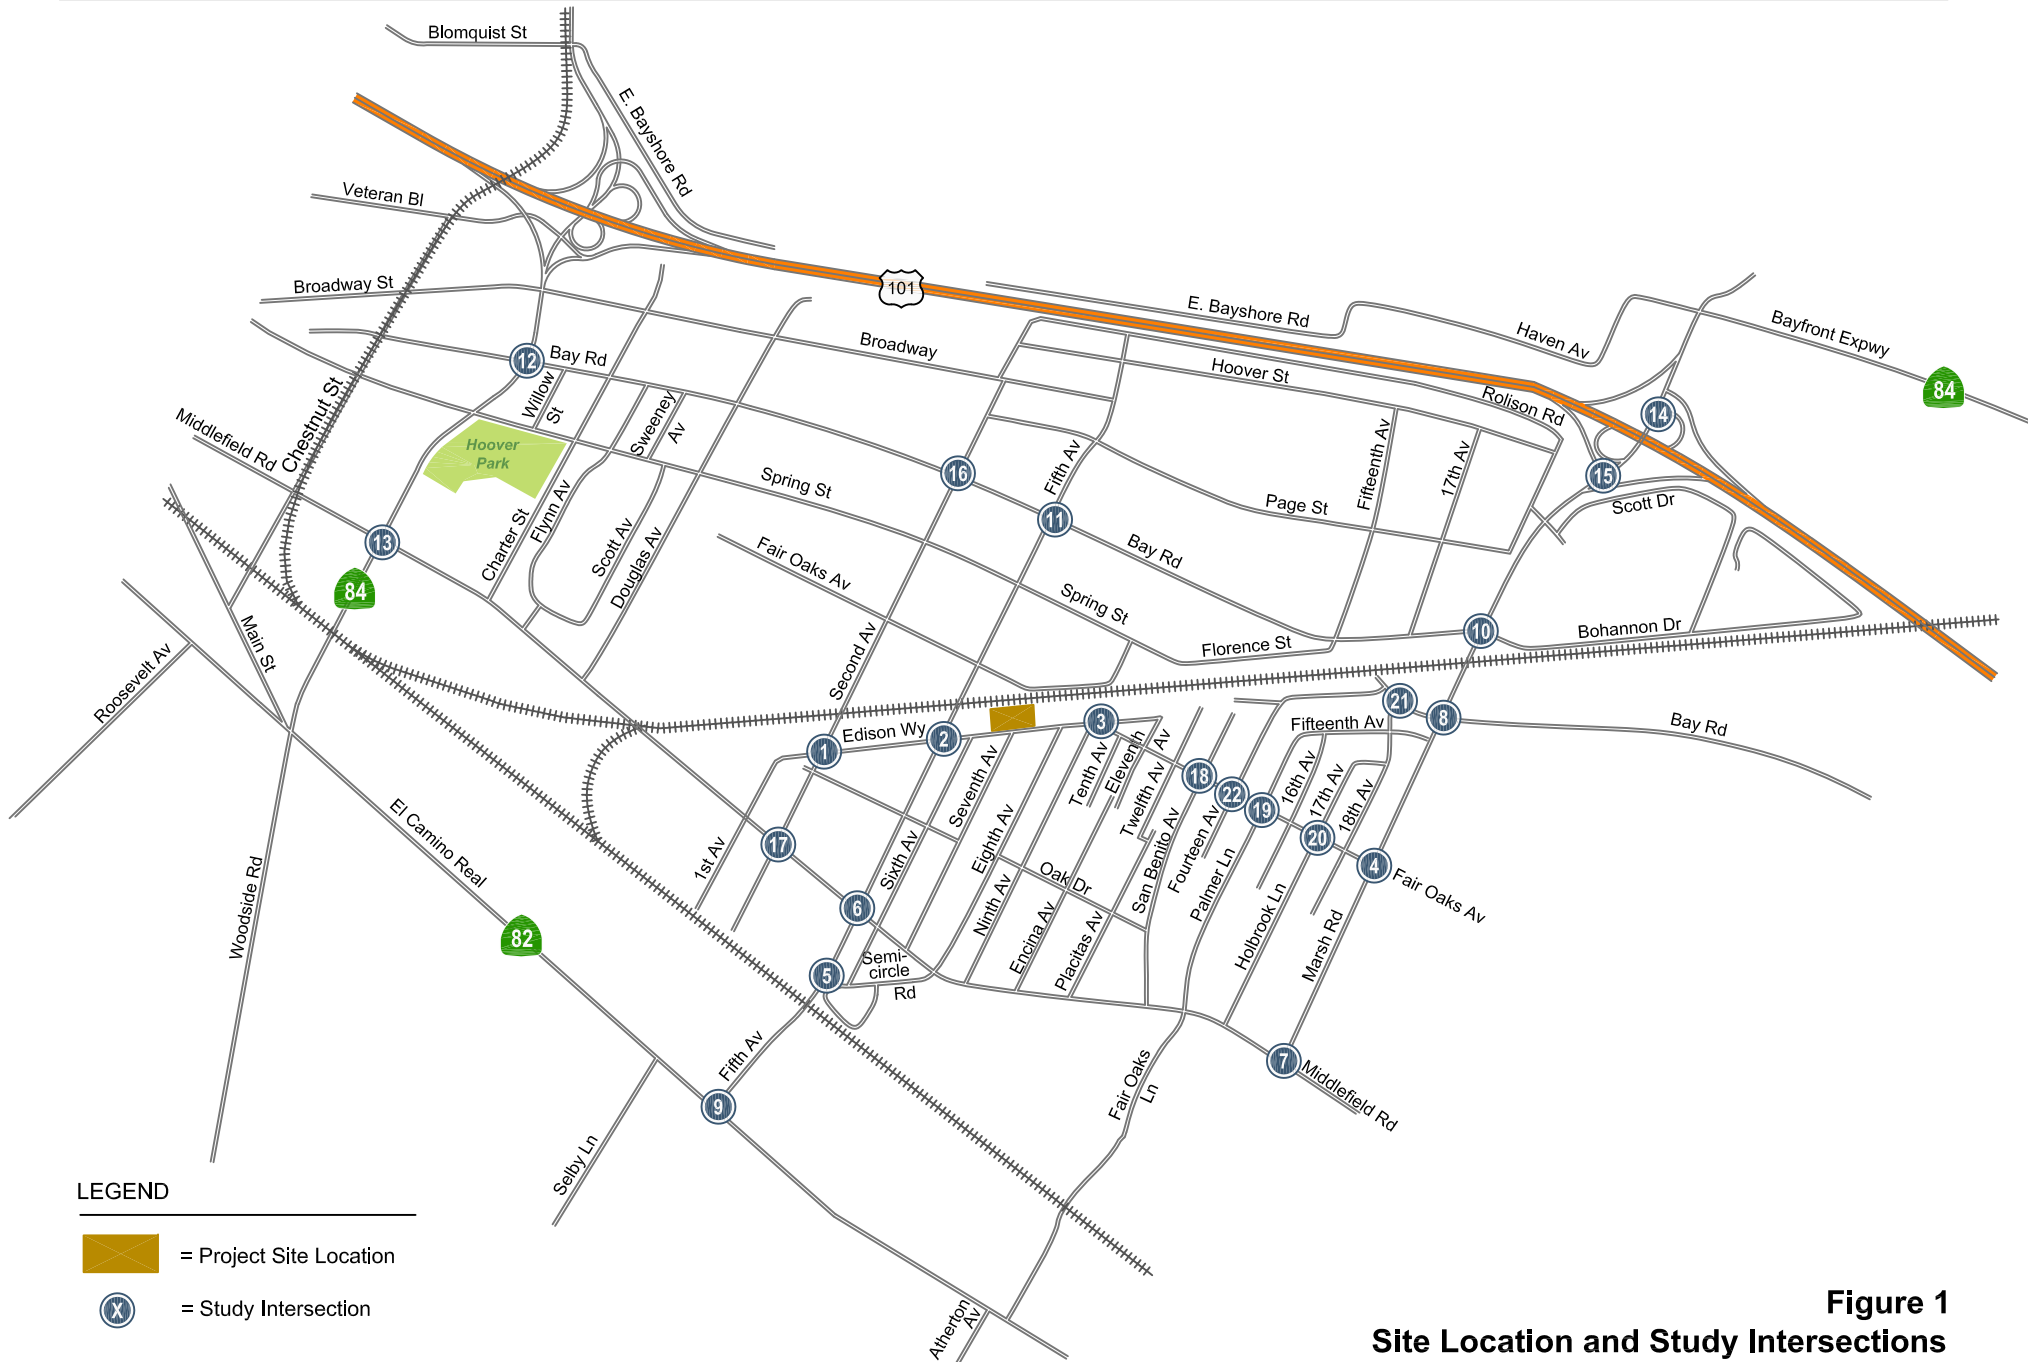 Blomquist St
E. Bayshore Rd
Veteran Bl
Broadway St
101
E. Bayshore Rd
Haven Av
Bayfront Expwy
84
Broadway
Hoover St
Rolison Rd
14
12
Bay Rd
Willow
St
Sweeney
Av
Chestnut St
Middlefield Rd
Hoover
Park
16
Fifth Av
Fifteenth Av
17th Av
15
Scott Dr
Spring St
Page St
11
13
Charter St
Flynn Av
Scott Av
Douglas Av
Fair Oaks Av
Bay Rd
84
Spring St
Florence St
10
Bohannon Dr
Main St
Roosevelt Av
Second Av
Edison Wy
1
2
3
21
8
Bay Rd
Fifteenth Av
Seventh Av
Tenth Av
Eleventh
Av
Twelfth Av
18
22
19
16th Av
17th Av
18th Av
20
4
Fair Oaks Av
El Camino Real
1st Av
17
Sixth Av
Eighth Av
Oak Dr
San Benito Av
Fourteen Av
Palmer Ln
Ninth Av
Encina Av
Placitas Av
Holbrook Ln
Marsh Rd
6
Woodside Rd
82
5
Semi-
circle
Rd
Fifth Av
9
Fair Oaks
Ln
7
Middlefield Rd
Selby Ln
Atherton
Av
LEGEND
= Project Site Location
X
= Study Intersection
Figure 1
Site Location and Study Intersections